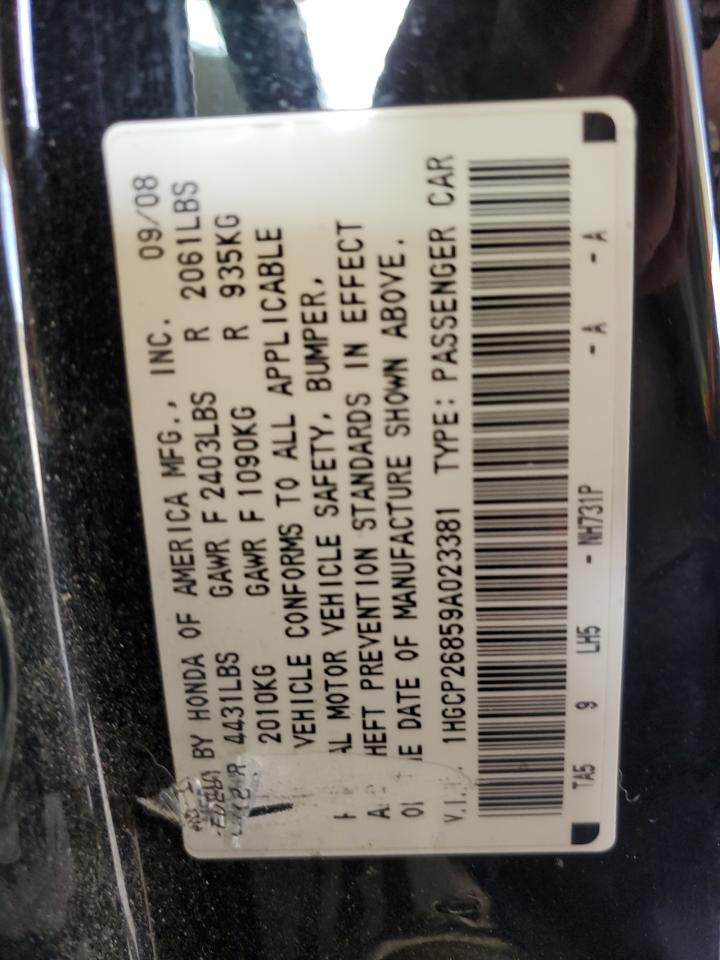 BY HONDA OF AMERICA MFG., INC. 09/08
4431LBS GAWR F 2403LBS R 2061LBS
2010KG GAWR F 1090KG R 935KG
VEHICLE CONFORMS TO ALL APPLICABLE
MOTOR VEHICLE SAFETY, BUMPER,
PREVENTION STANDARDS IN EFFECT
DATE OF MANUFACTURE SHOWN ABOVE.
1HGCP26859A023381 TYPE: PASSENGER CAR
TA5 9 LH5 - NH731P - A - A